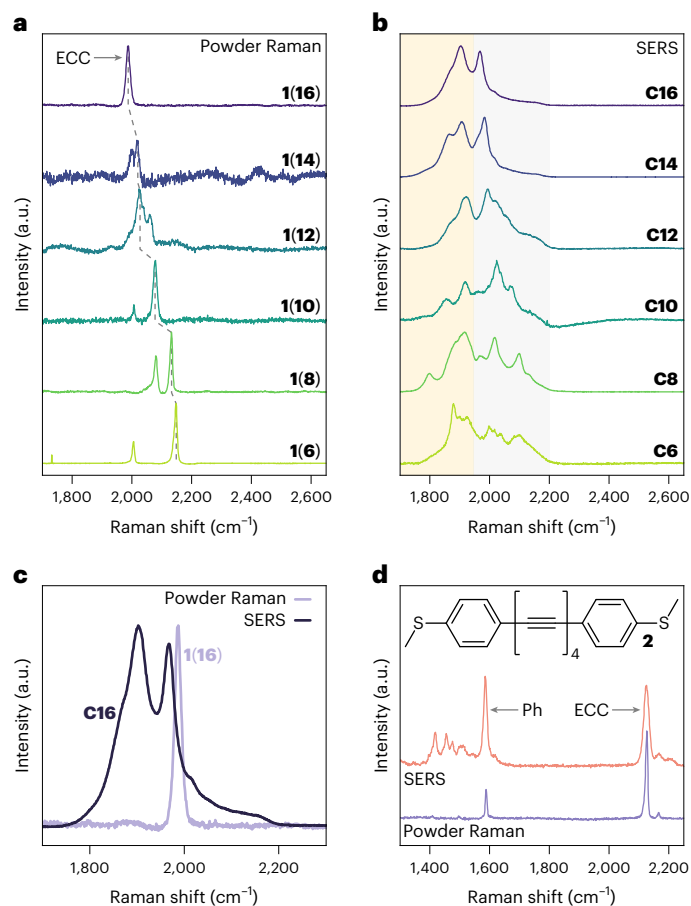 a
Powder Raman
ECC
1(16)
1(14)
1(12)
1(10)
1(8)
1(6)
Intensity (a.u.)
1,800 2,000 2,200 2,400 2,600
Raman shift (cm⁻¹)
b
SERS
C16
C14
C12
C10
C8
C6
Intensity (a.u.)
1,800 2,000 2,200 2,400 2,600
Raman shift (cm⁻¹)
c
Powder Raman
SERS
1(16)
C16
Intensity (a.u.)
1,800 2,000 2,200
Raman shift (cm⁻¹)
d
S
4
S
2
Ph
ECC
SERS
Powder Raman
Intensity (a.u.)
1,400 1,600 1,800 2,000 2,200
Raman shift (cm⁻¹)